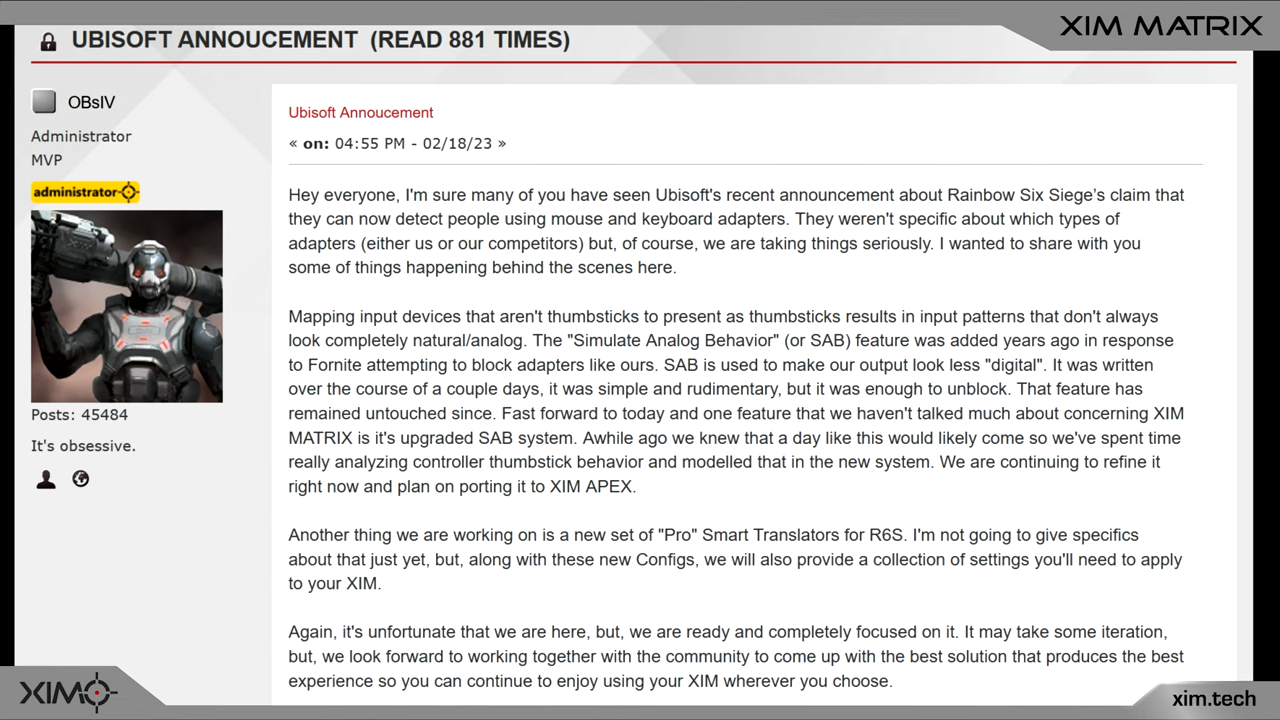 XIM MATRIX
UBISOFT ANNOUCEMENT (READ 881 TIMES)
OBsIV
Administrator
MVP
administrator
Posts: 45484
It's obsessive.
Ubisoft Annoucement
« on: 04:55 PM - 02/18/23 »
Hey everyone, I'm sure many of you have seen Ubisoft's recent announcement about Rainbow Six Siege's claim that
they can now detect people using mouse and keyboard adapters. They weren't specific about which types of
adapters (either us or our competitors) but, of course, we are taking things seriously. I wanted to share with you
some of things happening behind the scenes here.
Mapping input devices that aren't thumbsticks to present as thumbsticks results in input patterns that don't always
look completely natural/analog. The "Simulate Analog Behavior" (or SAB) feature was added years ago in response
to Fornite attempting to block adapters like ours. SAB is used to make our output look less "digital". It was written
over the course of a couple days, it was simple and rudimentary, but it was enough to unblock. That feature has
remained untouched since. Fast forward to today and one feature that we haven't talked much about concerning XIM
MATRIX is it's upgraded SAB system. Awhile ago we knew that a day like this would likely come so we've spent time
really analyzing controller thumbstick behavior and modelled that in the new system. We are continuing to refine it
right now and plan on porting it to XIM APEX.
Another thing we are working on is a new set of "Pro" Smart Translators for R6S. I'm not going to give specifics
about that just yet, but, along with these new Configs, we will also provide a collection of settings you'll need to apply
to your XIM.
Again, it's unfortunate that we are here, but, we are ready and completely focused on it. It may take some iteration,
but, we look forward to working together with the community to come up with the best solution that produces the best
experience so you can continue to enjoy using your XIM wherever you choose.
XIM
xim.tech